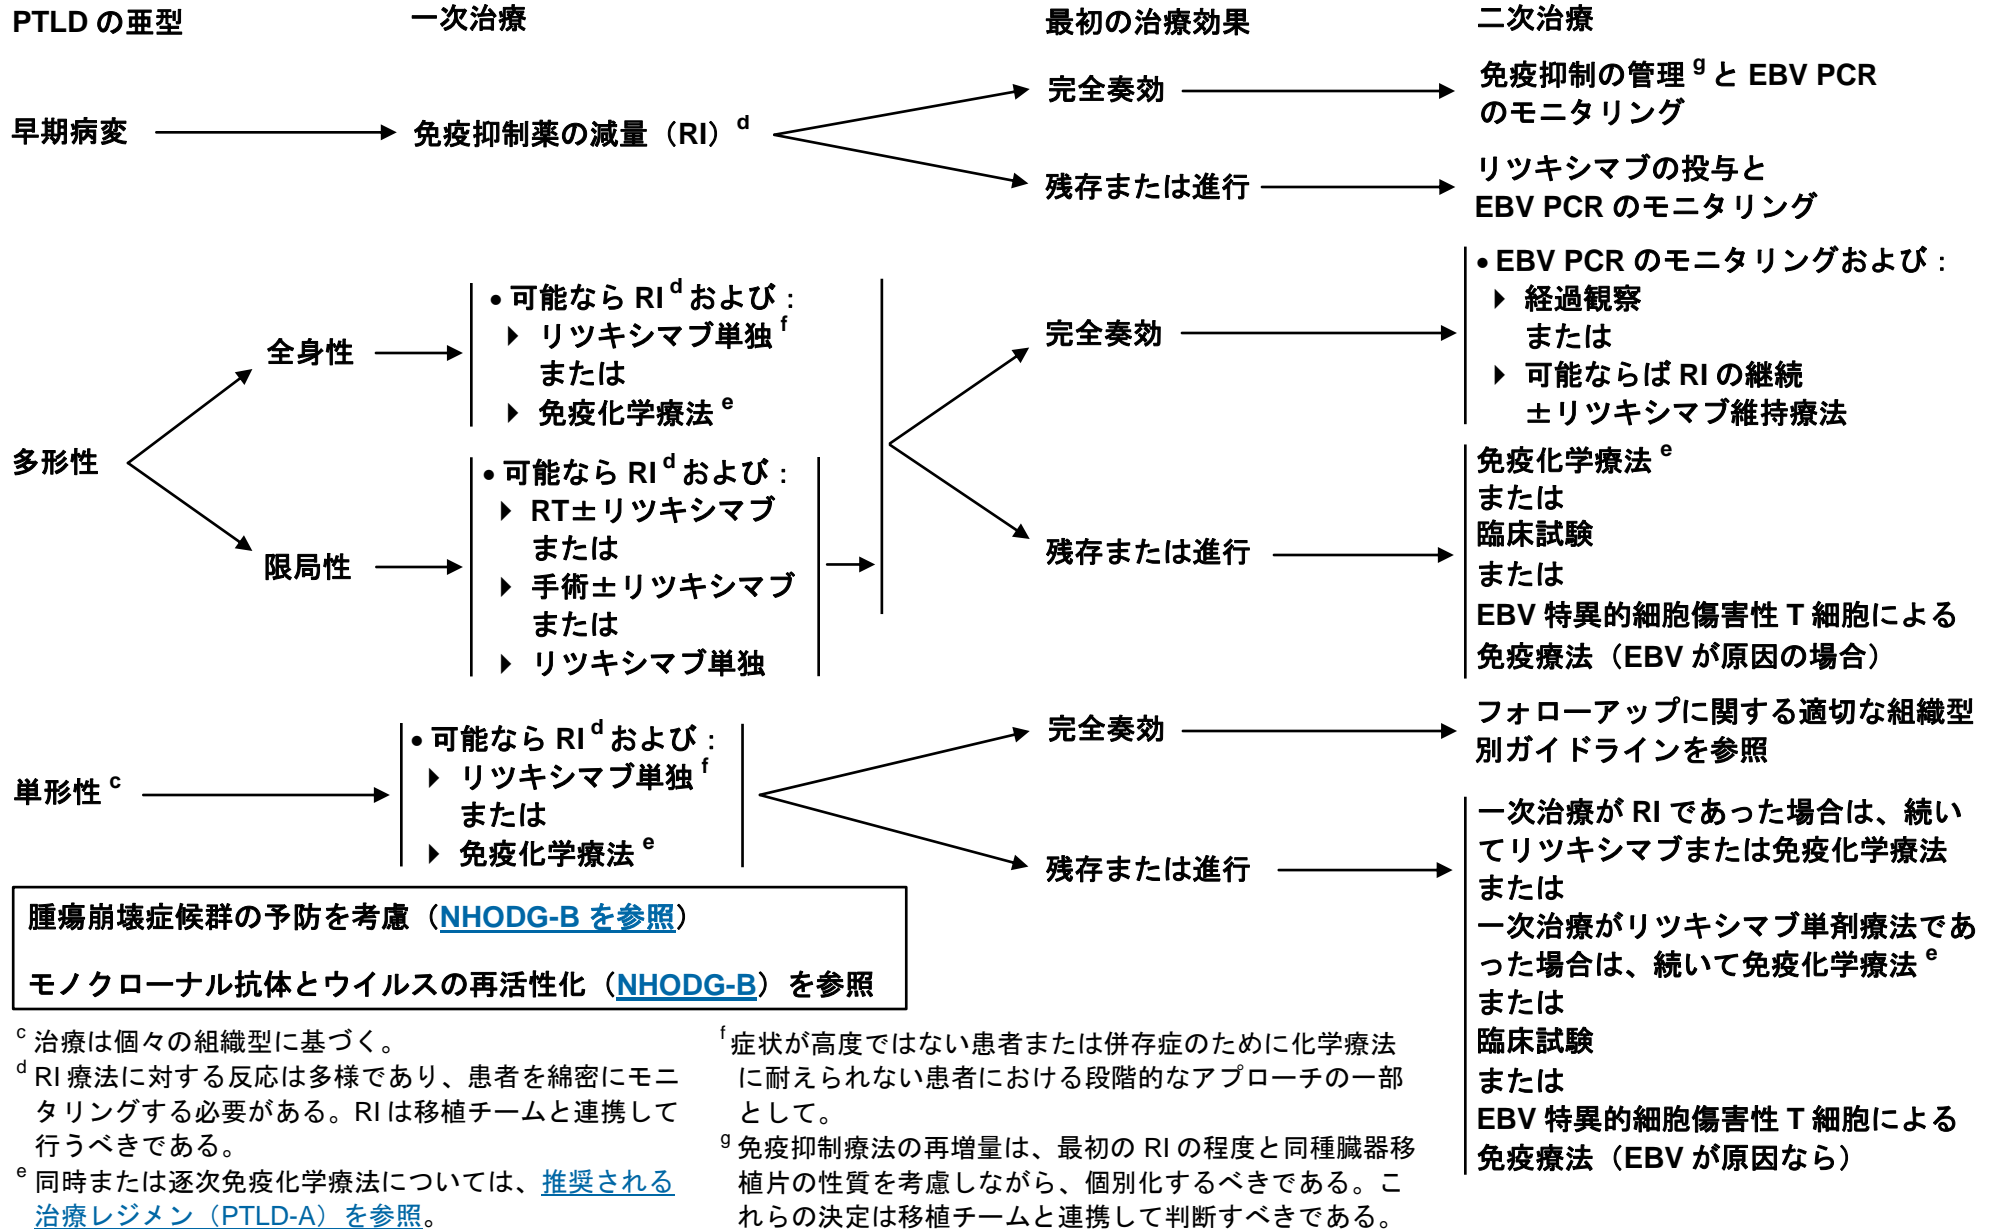 PTLD の亜型
一次治療
最初の治療効果
二次治療
早期病変
免疫抑制薬の減量（RI）d
完全奏効
免疫抑制の管理 g と EBV PCR
のモニタリング
残存または進行
リツキシマブの投与と
EBV PCR のモニタリング
多形性
全身性
• 可能なら RI d および：
リツキシマブ単独 f
または
免疫化学療法 e
限局性
• 可能なら RI d および：
RT±リツキシマブ
または
手術±リツキシマブ
または
リツキシマブ単独
完全奏効
• EBV PCR のモニタリングおよび：
経過観察
または
可能ならば RI の継続
±リツキシマブ維持療法
残存または進行
免疫化学療法 e
または
臨床試験
または
EBV 特異的細胞傷害性 T 細胞による
免疫療法（EBV が原因の場合）
単形性 c
• 可能なら RI d および：
リツキシマブ単独 f
または
免疫化学療法 e
完全奏効
フォローアップに関する適切な組織型
別ガイドラインを参照
残存または進行
一次治療が RI であった場合は、続い
てリツキシマブまたは免疫化学療法
または
一次治療がリツキシマブ単剤療法であ
った場合は、続いて免疫化学療法 e
または
臨床試験
または
EBV 特異的細胞傷害性 T 細胞による
免疫療法（EBV が原因なら）
腫瘍崩壊症候群の予防を考慮（NHODG-B を参照）
モノクローナル抗体とウイルスの再活性化（NHODG-B）を参照
c 治療は個々の組織型に基づく。
d RI 療法に対する反応は多様であり、患者を綿密にモニ
タリングする必要がある。RI は移植チームと連携して
行うべきである。
e 同時または逐次免疫化学療法については、推奨される
治療レジメン（PTLD-A）を参照。
f 症状が高度ではない患者または併存症のために化学療法
に耐えられない患者における段階的なアプローチの一部
として。
g 免疫抑制療法の再増量は、最初の RI の程度と同種臓器移
植片の性質を考慮しながら、個別化するべきである。こ
れらの決定は移植チームと連携して判断すべきである。